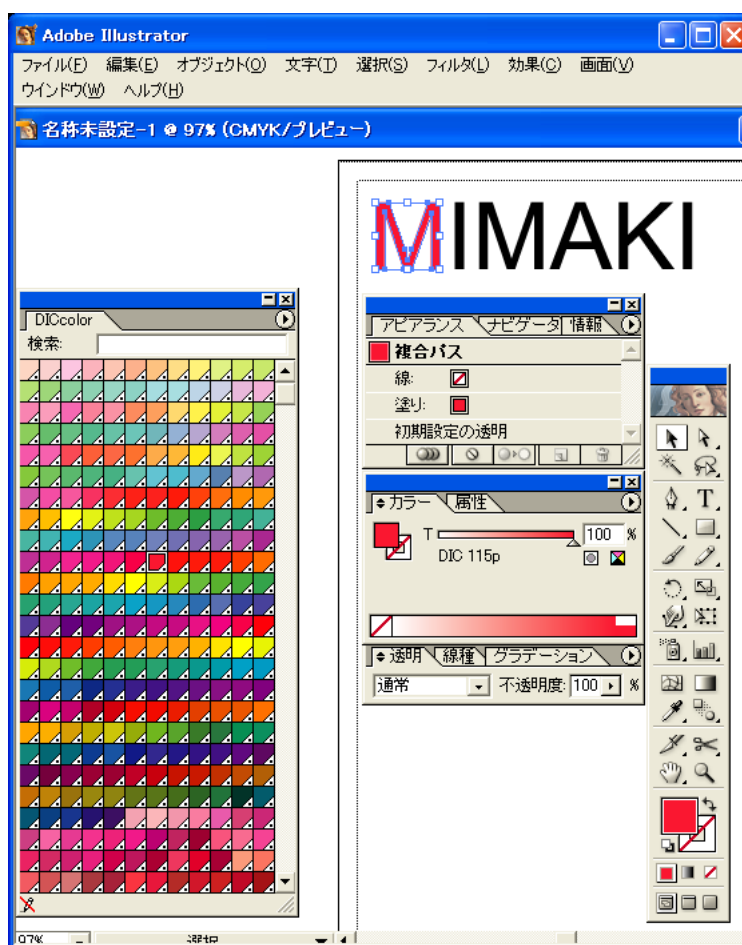 Adobe Illustrator
ファイル(F) 編集(E) オブジェクト(O) 文字(T) 選択(S) フィルタ(L) 効果(C) 画面(V)
ウインドウ(W) ヘルプ(H)
名称未設定-1 @ 97% (CMYK/プレビュー)
MIMAKI
DICcolor
検索:
アピアランス ナビゲータ 情報
複合パス
線:
塗り:
初期設定の透明
カラー 属性
T 100 %
DIC 115p
透明 線種 グラデーション
通常 不透明度: 100 %
T
97% 選択